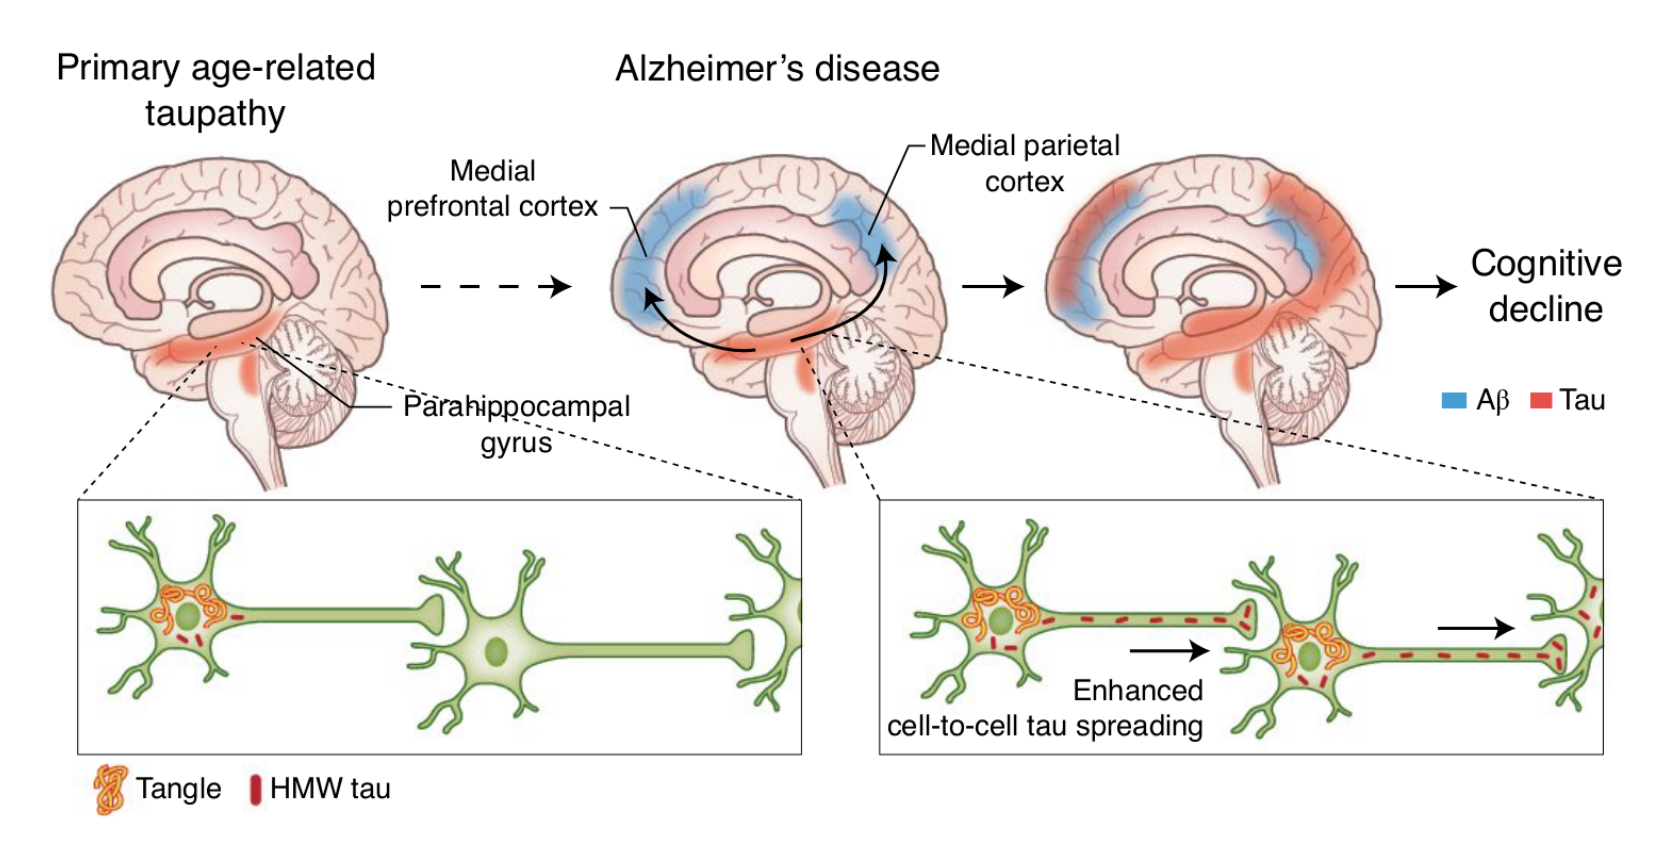 Primary age-related
taupathy
Alzheimer's disease
Medial
prefrontal cortex
Medial parietal
cortex
Cognitive
decline
Aβ
Tau
Parahippocampal
gyrus
Enhanced
cell-to-cell tau spreading
Tangle
HMW tau